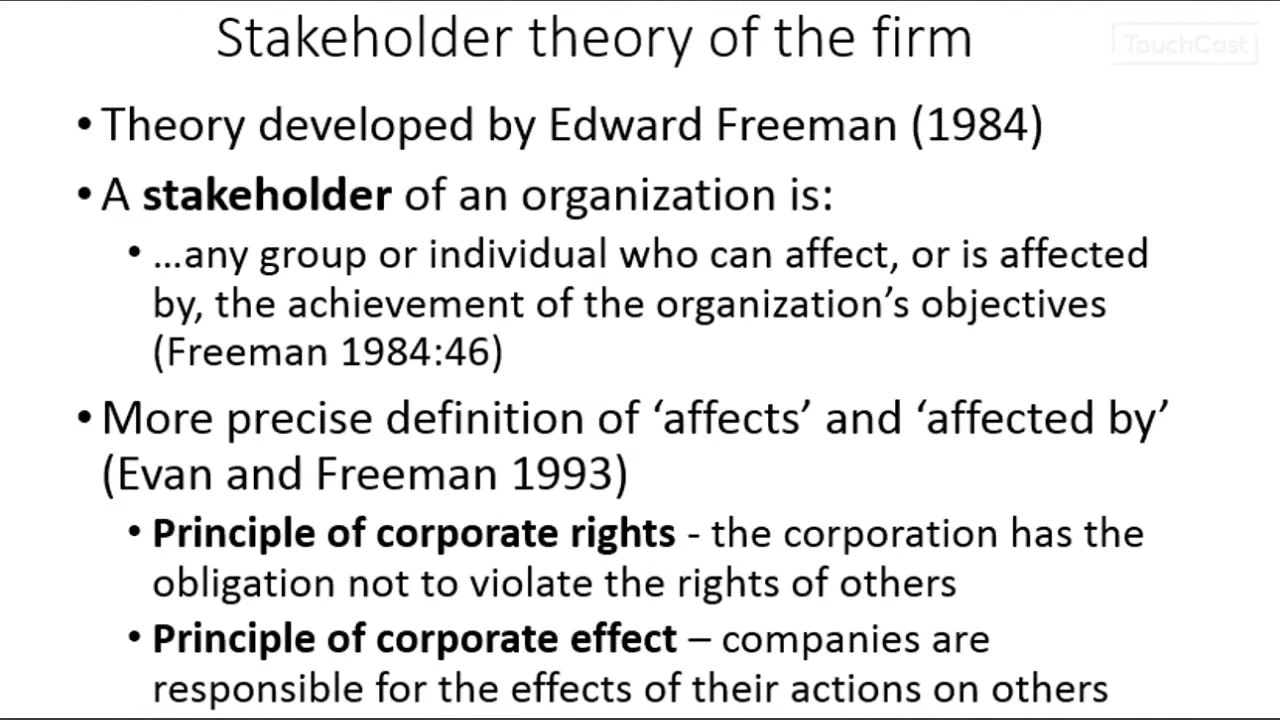 Stakeholder theory of the firm
TouchCast
• Theory developed by Edward Freeman (1984)
• A stakeholder of an organization is:
• …any group or individual who can affect, or is affected
by, the achievement of the organization’s objectives
(Freeman 1984:46)
• More precise definition of ‘affects’ and ‘affected by’
(Evan and Freeman 1993)
• Principle of corporate rights - the corporation has the
obligation not to violate the rights of others
• Principle of corporate effect – companies are
responsible for the effects of their actions on others